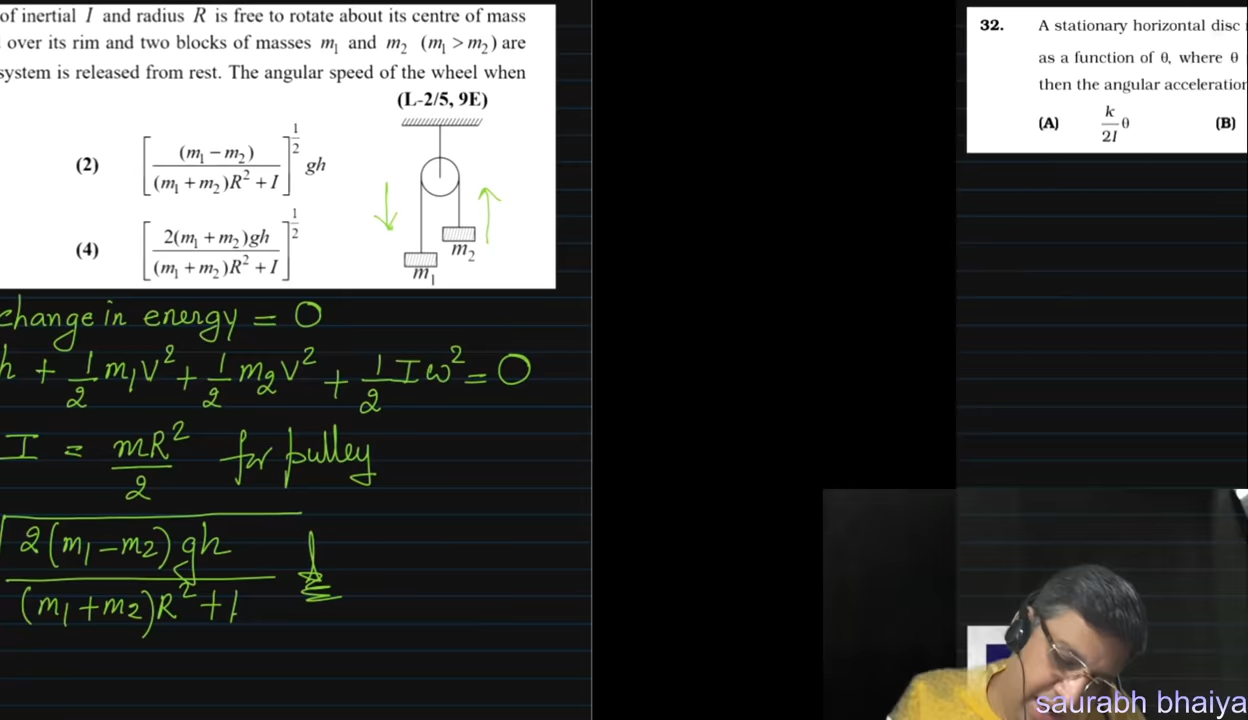 of inertial I and radius R is free to rotate about its centre of mass
over its rim and two blocks of masses m₁ and m₂ (m₁ > m₂) are
system is released from rest. The angular speed of the wheel when
(L-2/5, 9E)
(2) [(m₁ − m₂)/((m₁ + m₂)R² + I)]^(1/2) gh
(4) [2(m₁ + m₂)gh/((m₁ + m₂)R² + I)]^(1/2)
m₂
m₁
change in energy = 0
h + 1/2 m₁v² + 1/2 m₂v² + 1/2 Iω² = 0
I = mR²/2 for pulley
√(2(m₁ − m₂)gh/((m₁ + m₂)R² + I))
32. A stationary horizontal disc
as a function of θ, where θ
then the angular acceleration
(A) k/2I θ (B)
saurabh bhaiya